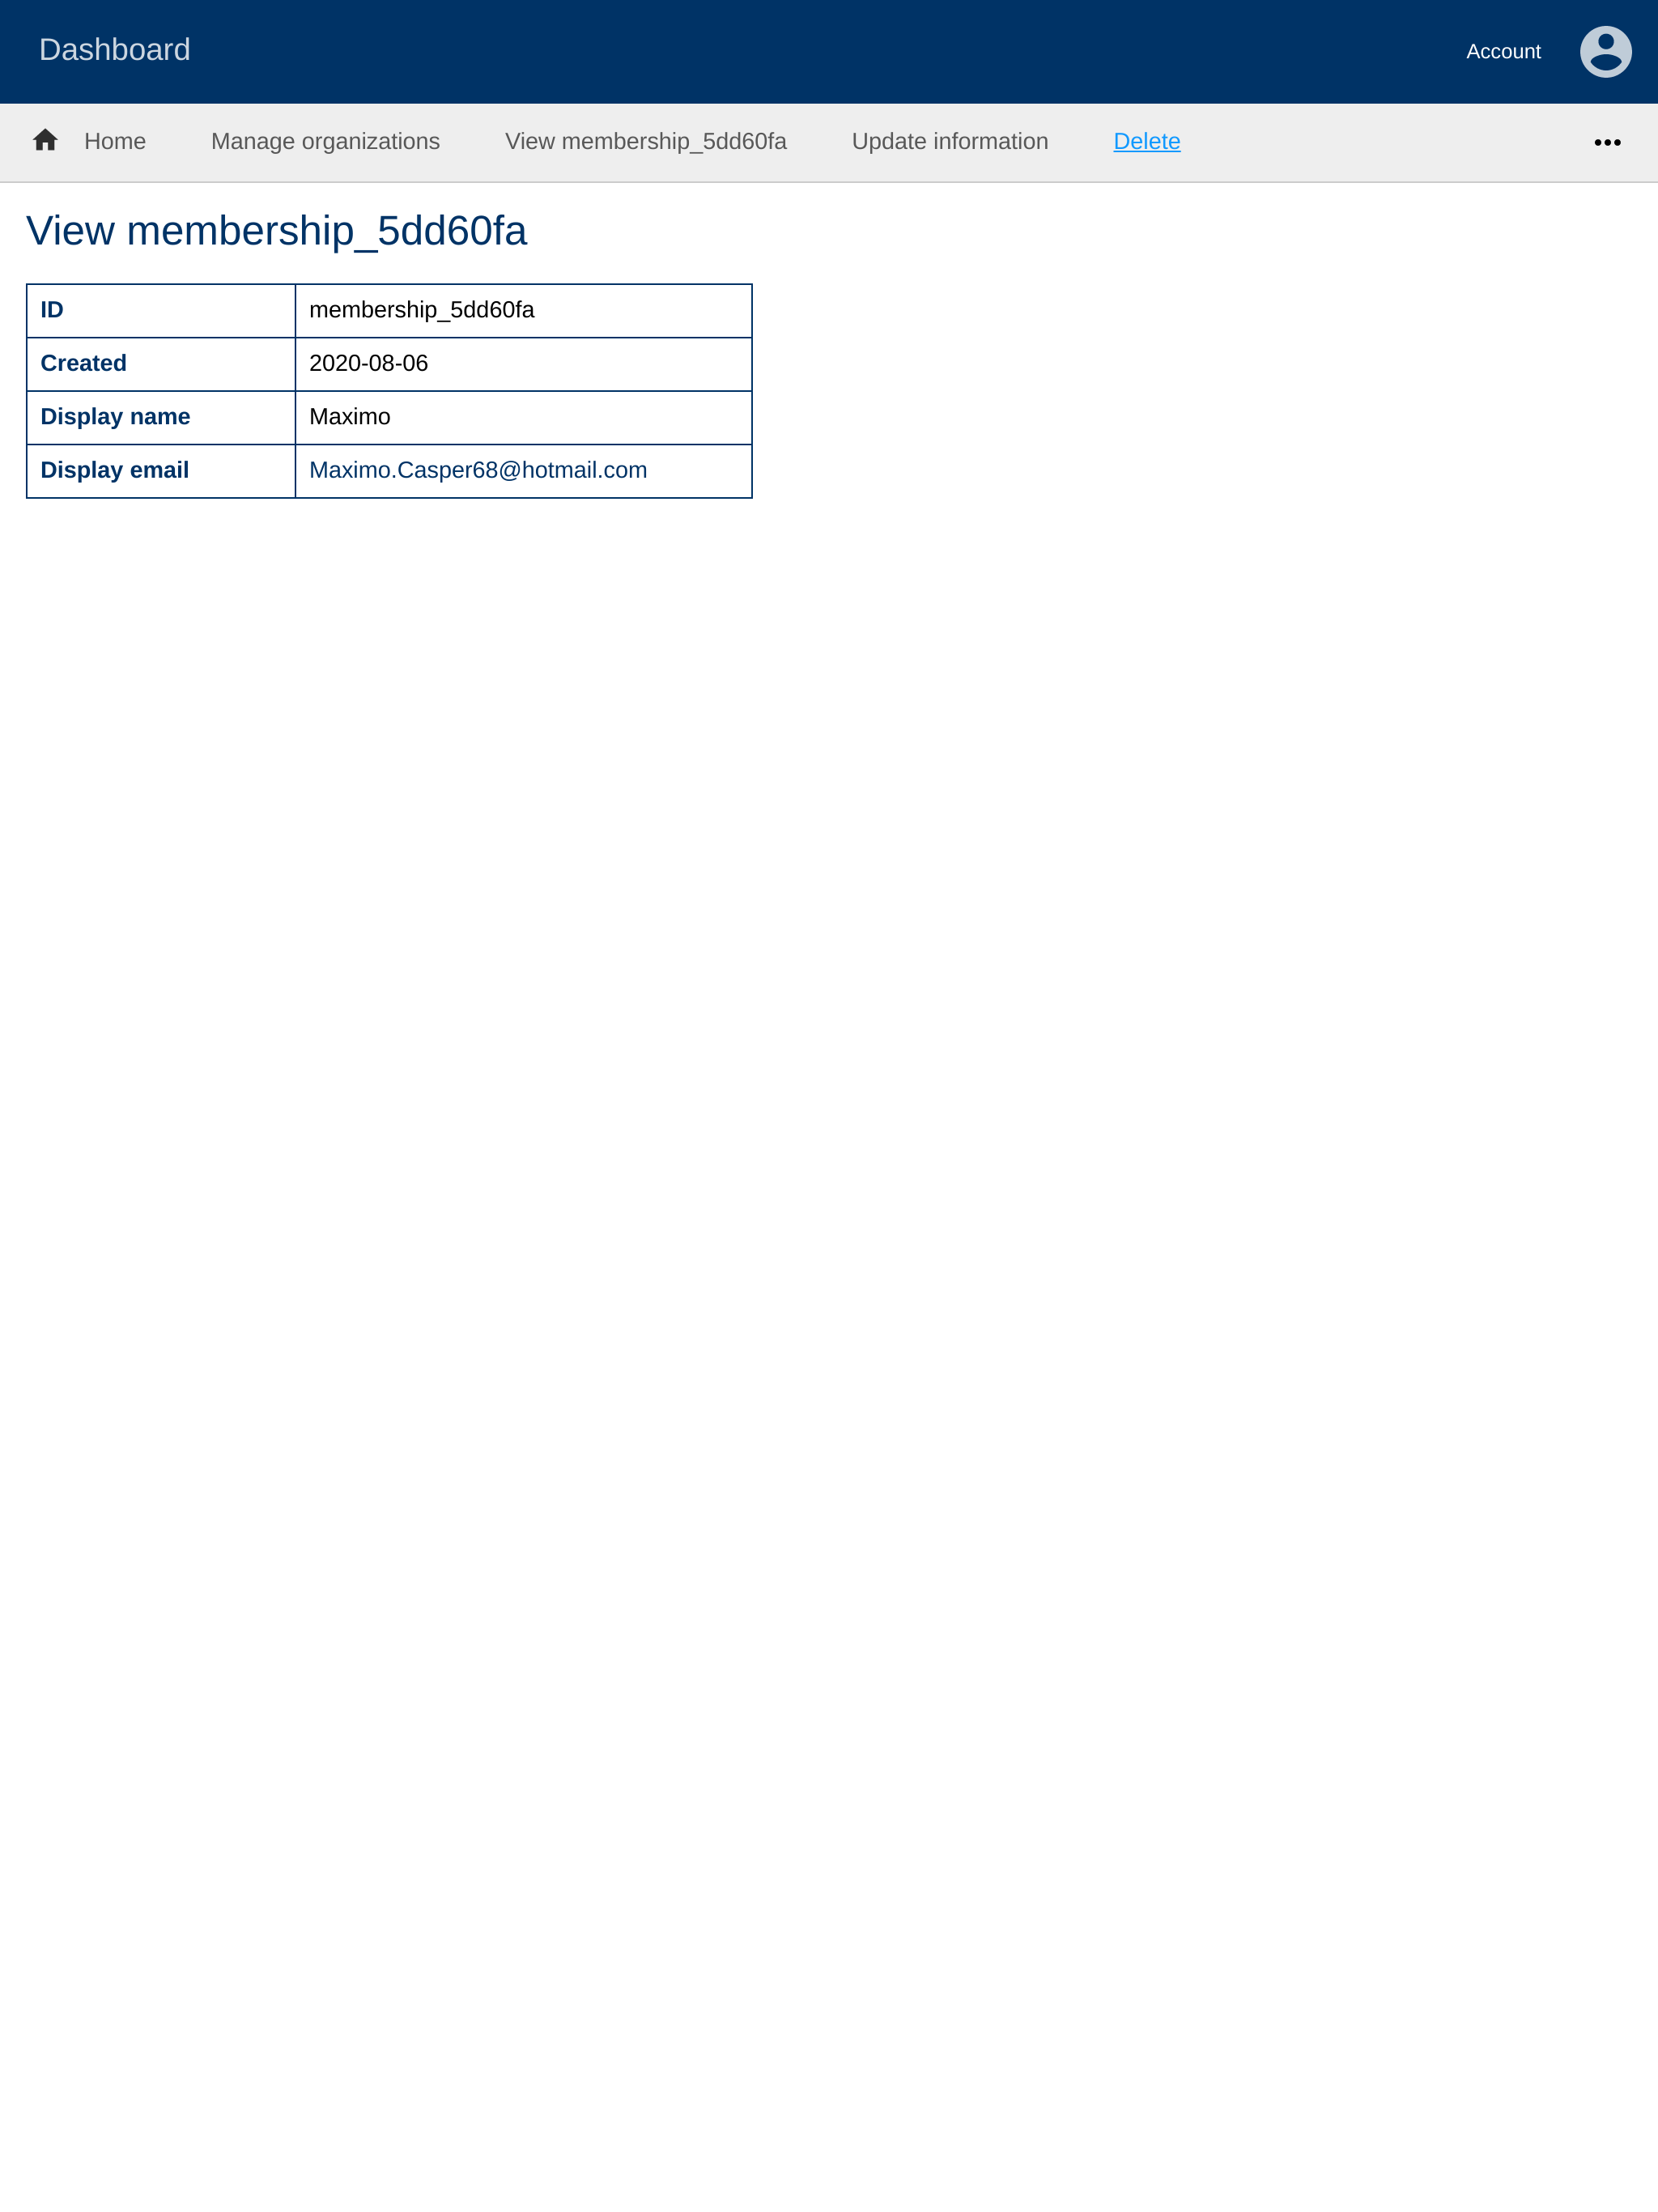 Dashboard
Account
Home Manage organizations View membership_5dd60fa Update information Delete
View membership_5dd60fa
ID membership_5dd60fa
Created 2020-08-06
Display name Maximo
Display email Maximo.Casper68@hotmail.com